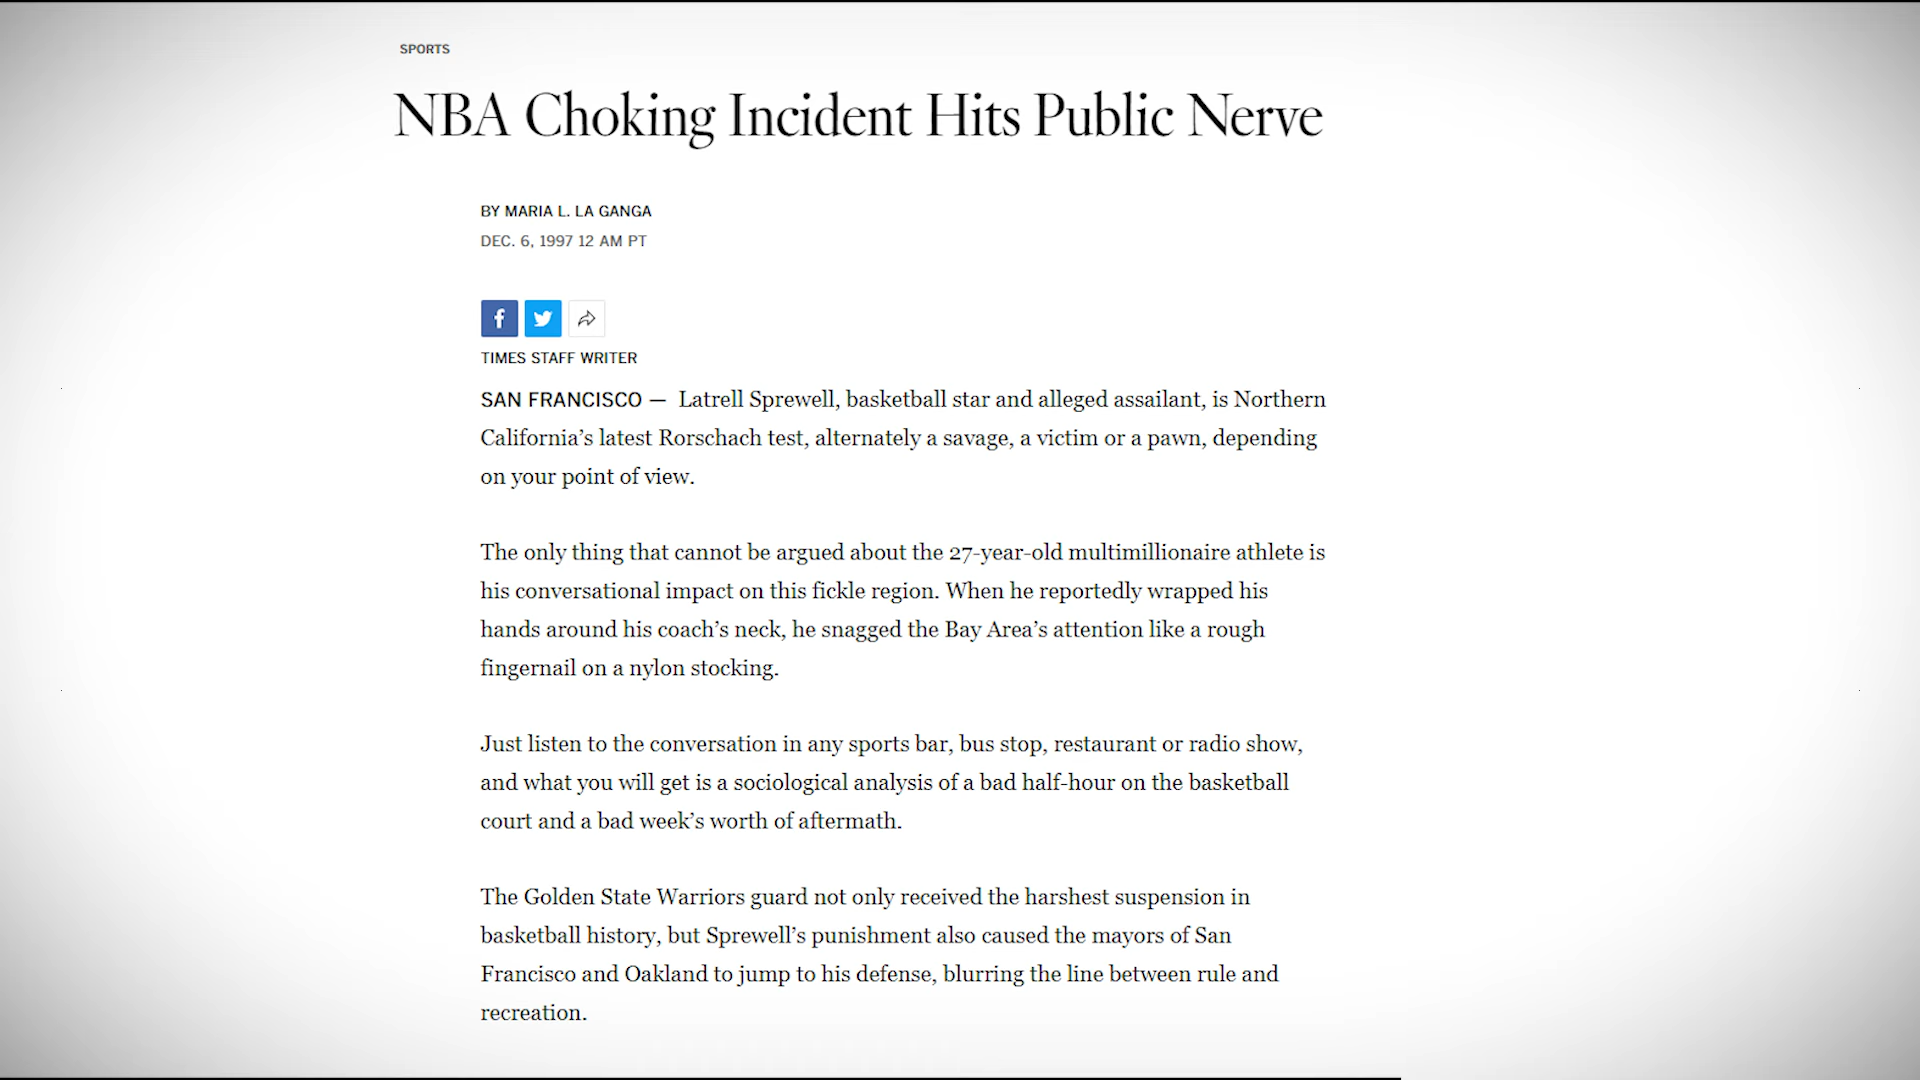 SPORTS
NBA Choking Incident Hits Public Nerve
BY MARIA L. LA GANGA
DEC. 6, 1997 12 AM PT
TIMES STAFF WRITER
SAN FRANCISCO — Latrell Sprewell, basketball star and alleged assailant, is Northern
California’s latest Rorschach test, alternately a savage, a victim or a pawn, depending
on your point of view.
The only thing that cannot be argued about the 27-year-old multimillionaire athlete is
his conversational impact on this fickle region. When he reportedly wrapped his
hands around his coach’s neck, he snagged the Bay Area’s attention like a rough
fingernail on a nylon stocking.
Just listen to the conversation in any sports bar, bus stop, restaurant or radio show,
and what you will get is a sociological analysis of a bad half-hour on the basketball
court and a bad week’s worth of aftermath.
The Golden State Warriors guard not only received the harshest suspension in
basketball history, but Sprewell’s punishment also caused the mayors of San
Francisco and Oakland to jump to his defense, blurring the line between rule and
recreation.